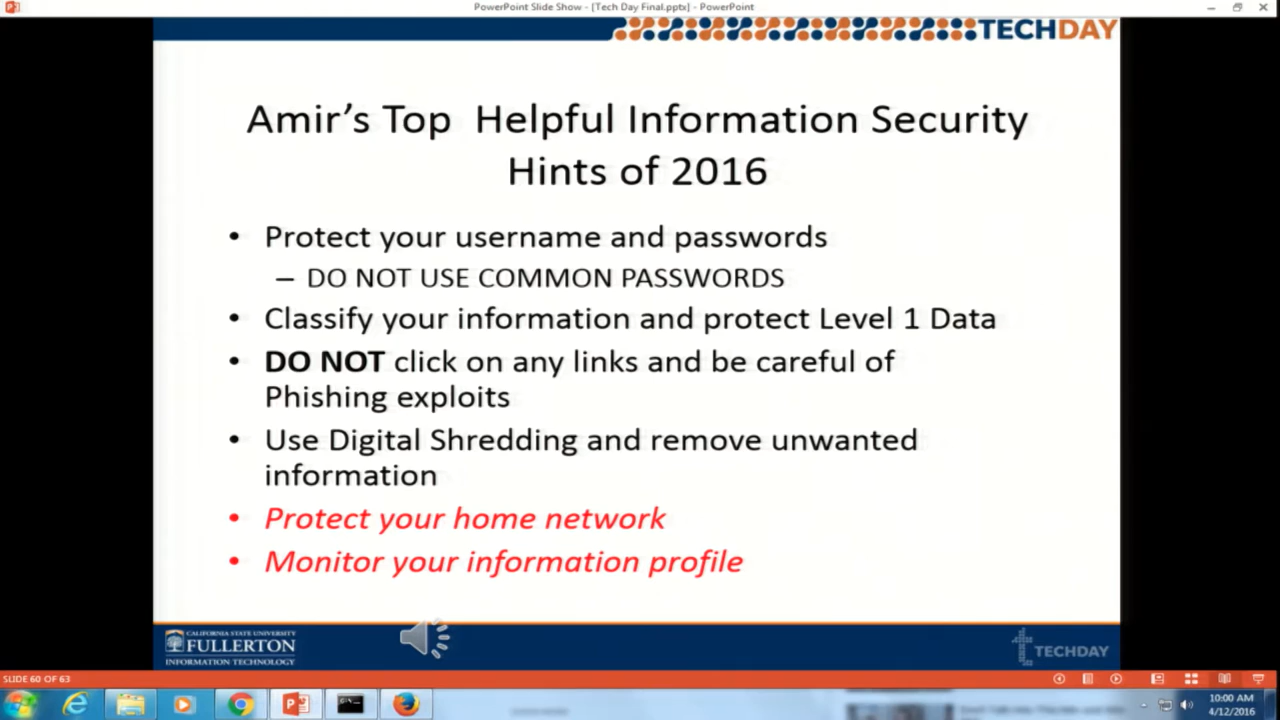 PowerPoint Slide Show - [Tech Day Final.pptx] - PowerPoint
TECHDAY
Amir's Top Helpful Information Security
Hints of 2016
• Protect your username and passwords
– DO NOT USE COMMON PASSWORDS
• Classify your information and protect Level 1 Data
• DO NOT click on any links and be careful of
Phishing exploits
• Use Digital Shredding and remove unwanted
information
• Protect your home network
• Monitor your information profile
CALIFORNIA STATE UNIVERSITY
FULLERTON
INFORMATION TECHNOLOGY
TECHDAY
SLIDE 60 OF 63
10:00 AM
4/12/2016